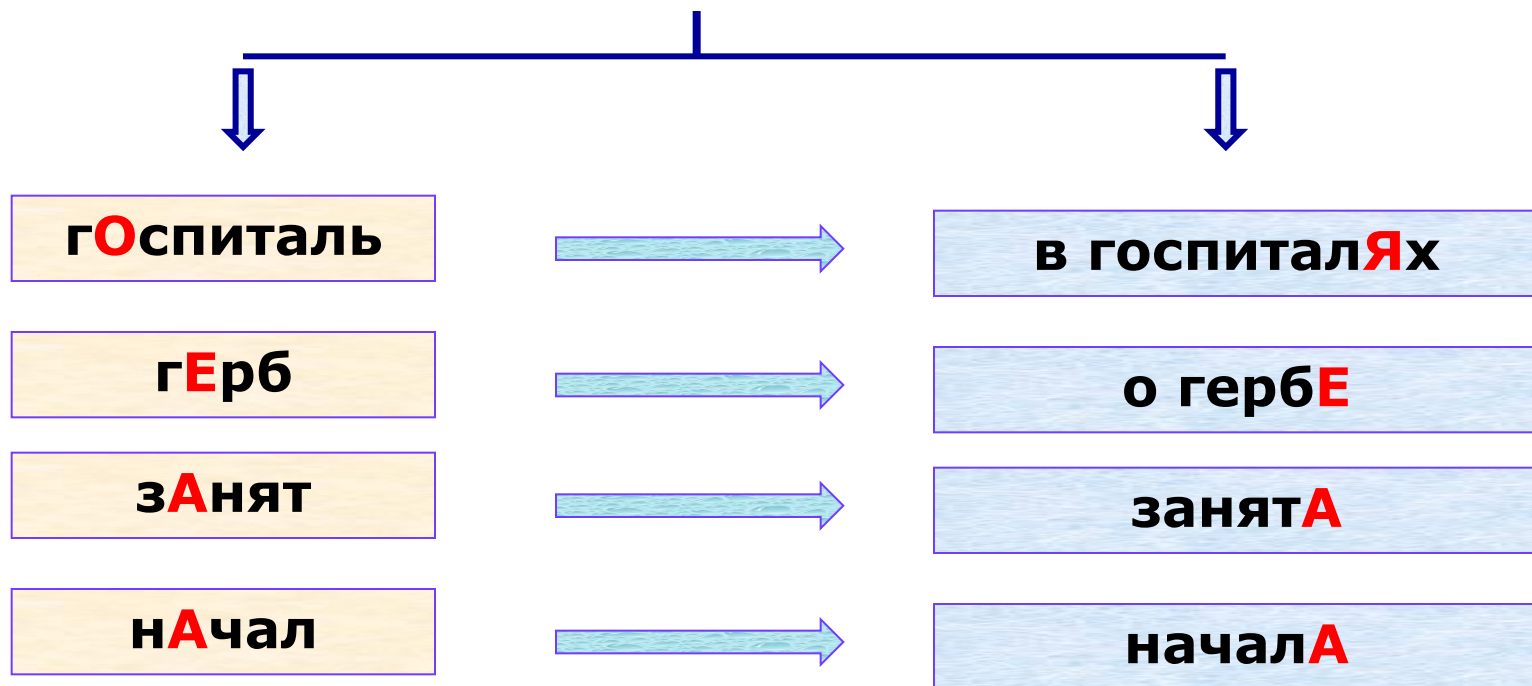 гОспиталь
в госпиталЯх
гЕрб
о гербЕ
зАнят
занятА
нАчал
началА